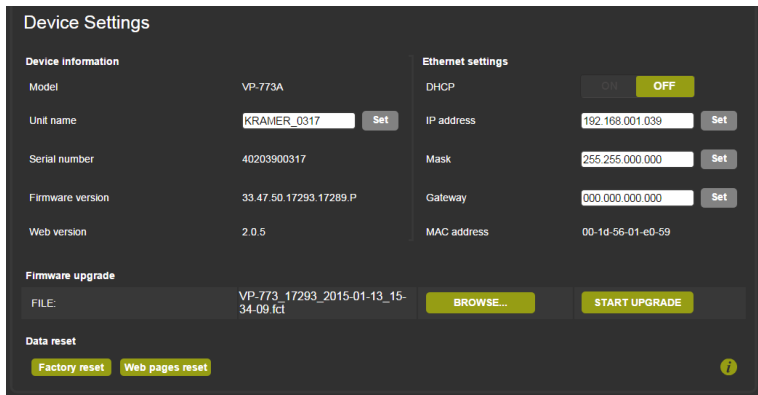 Device Settings
Device information
Model VP-773A
Unit name KRAMER_0317 Set
Serial number 40203900317
Firmware version 33.47.50.17293.17289.P
Web version 2.0.5
Ethernet settings
DHCP ON OFF
IP address 192.168.001.039 Set
Mask 255.255.000.000 Set
Gateway 000.000.000.000 Set
MAC address 00-1d-56-01-e0-59
Firmware upgrade
FILE: VP-773_17293_2015-01-13_15-
34-09.fct
BROWSE... START UPGRADE
Data reset
Factory reset Web pages reset
i